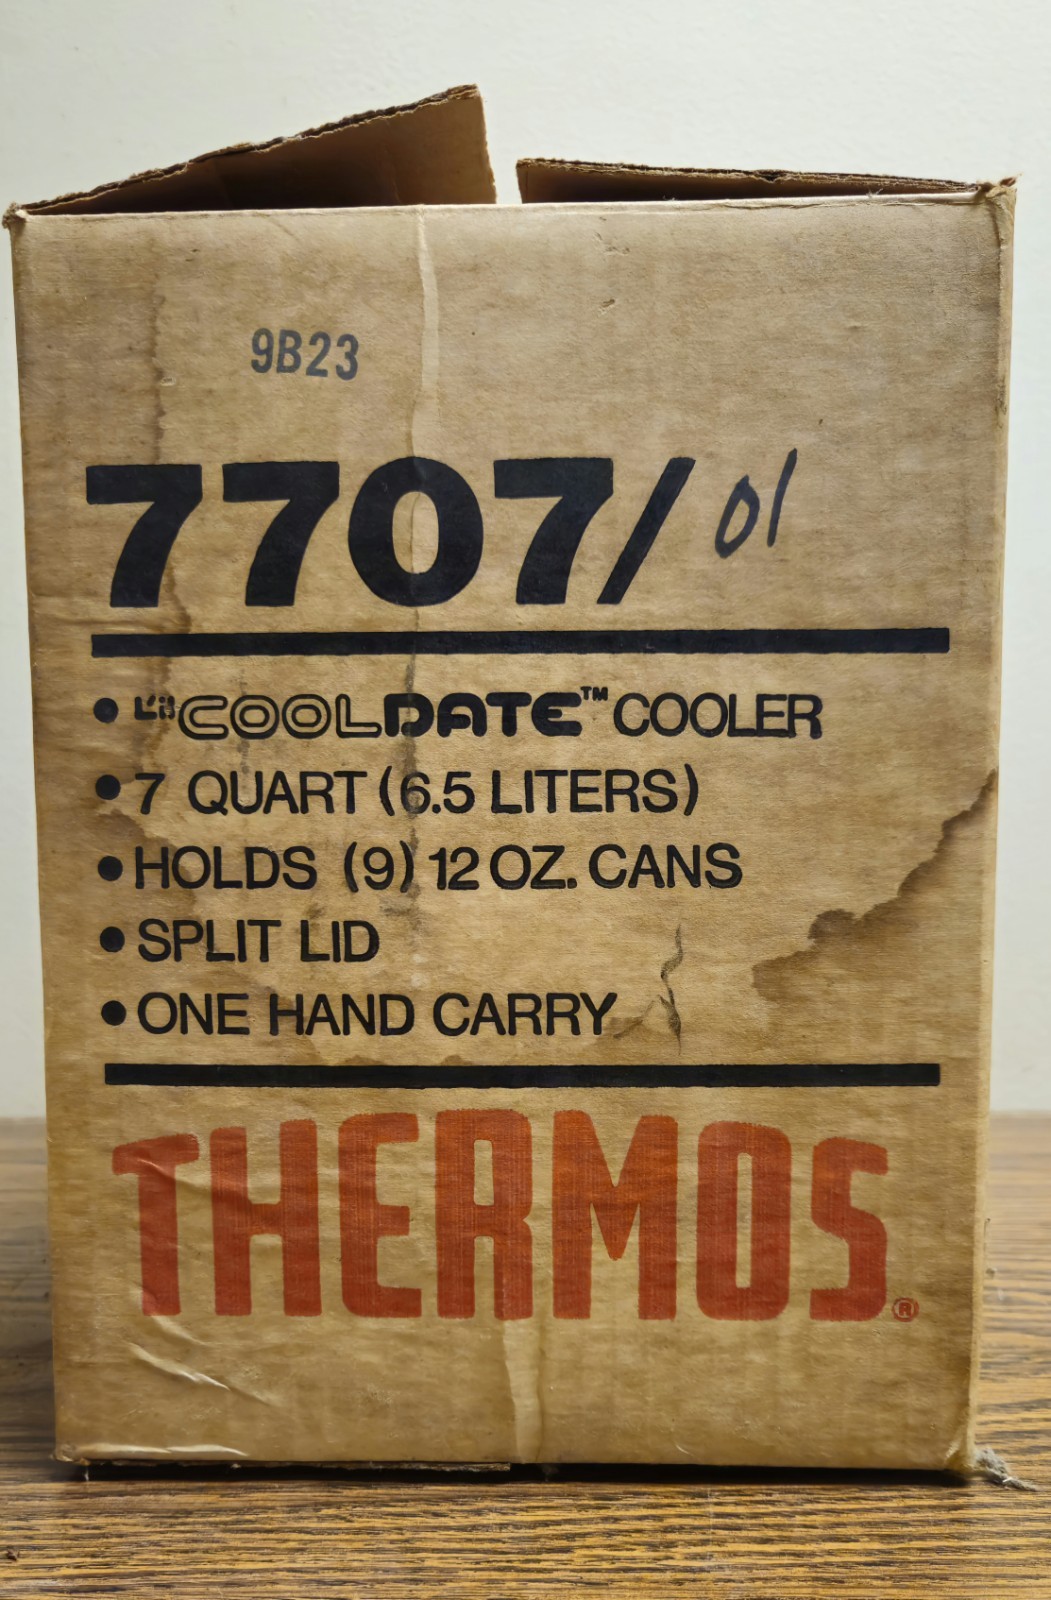 9B23
7707/01
• Li'l COOLDATE™ COOLER
• 7 QUART (6.5 LITERS)
• HOLDS (9) 12 OZ. CANS
• SPLIT LID
• ONE HAND CARRY
THERMOS®